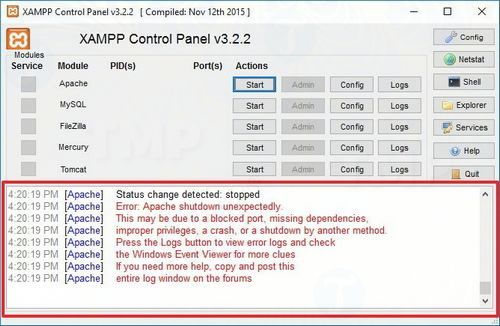 XAMPP Control Panel v3.2.2 [ Compiled: Nov 12th 2015 ]
XAMPP Control Panel v3.2.2
Modules
Service Module PID(s) Port(s) Actions
Apache Start Admin Config Logs
MySQL Start Admin Config Logs
FileZilla Start Admin Config Logs
Mercury Start Admin Config Logs
Tomcat Start Admin Config Logs
Config
Netstat
Shell
Explorer
Services
Help
Quit
TMP
4:20:19 PM [Apache] Status change detected: stopped
4:20:19 PM [Apache] Error: Apache shutdown unexpectedly.
4:20:19 PM [Apache] This may be due to a blocked port, missing dependencies,
4:20:19 PM [Apache] improper privileges, a crash, or a shutdown by another method.
4:20:19 PM [Apache] Press the Logs button to view error logs and check
4:20:19 PM [Apache] the Windows Event Viewer for more clues
4:20:19 PM [Apache] If you need more help, copy and post this
4:20:19 PM [Apache] entire log window on the forums